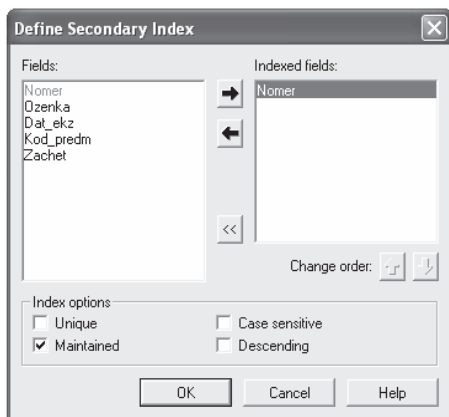 Define Secondary Index
Fields:
Nomer
Ozenka
Dat_ekz
Kod_predm
Zachet
Indexed fields:
Nomer
<<
Change order:
Index options
Unique
Case sensitive
Maintained
Descending
OK
Cancel
Help